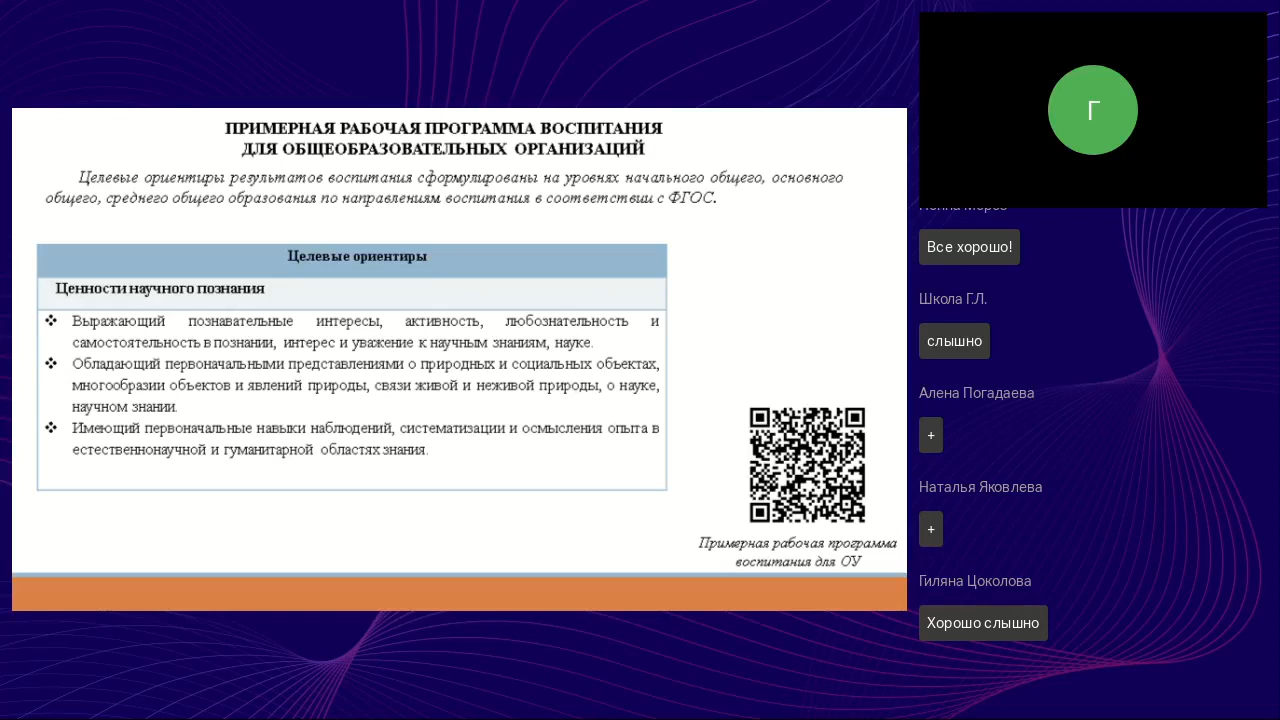 ПРИМЕРНАЯ РАБОЧАЯ ПРОГРАММА ВОСПИТАНИЯ
ДЛЯ ОБЩЕОБРАЗОВАТЕЛЬНЫХ ОРГАНИЗАЦИЙ
Целевые ориентиры результатов воспитания сформулированы на уровнях начального общего, основного
общего, среднего общего образования по направлениям воспитания в соответствии с ФГОС.
Целевые ориентиры
Ценности научного познания
❖ Выражающий познавательные интересы, активность, любознательность и
самостоятельность в познании, интерес и уважение к научным знаниям, науке.
❖ Обладающий первоначальными представлениями о природных и социальных объектах,
многообразии объектов и явлений природы, связи живой и неживой природы, о науке,
научном знании.
❖ Имеющий первоначальные навыки наблюдений, систематизации и осмысления опыта в
естественнонаучной и гуманитарной областях знания.
Примерная рабочая программа
воспитания для ОУ
Г
Все хорошо!
Школа Г.Л.
слышно
Алена Погадаева
+
Наталья Яковлева
+
Гиляна Цоколова
Хорошо слышно